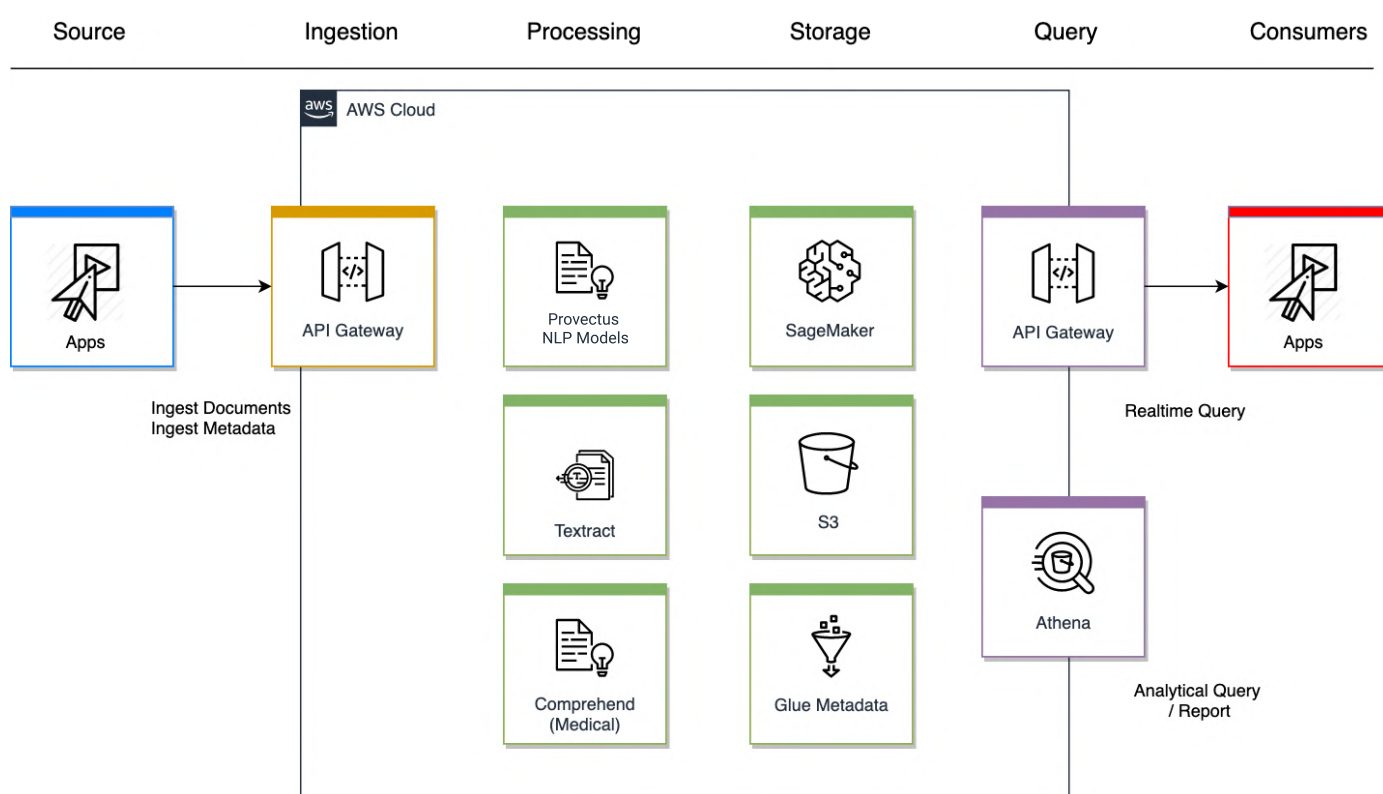 Source
Ingestion
Processing
Storage
Query
Consumers
aws
AWS Cloud
Apps
API Gateway
Provectus
NLP Models
SageMaker
API Gateway
Apps
Ingest Documents
Ingest Metadata
Realtime Query
Textract
S3
Athena
Comprehend
(Medical)
Glue Metadata
Analytical Query
/ Report